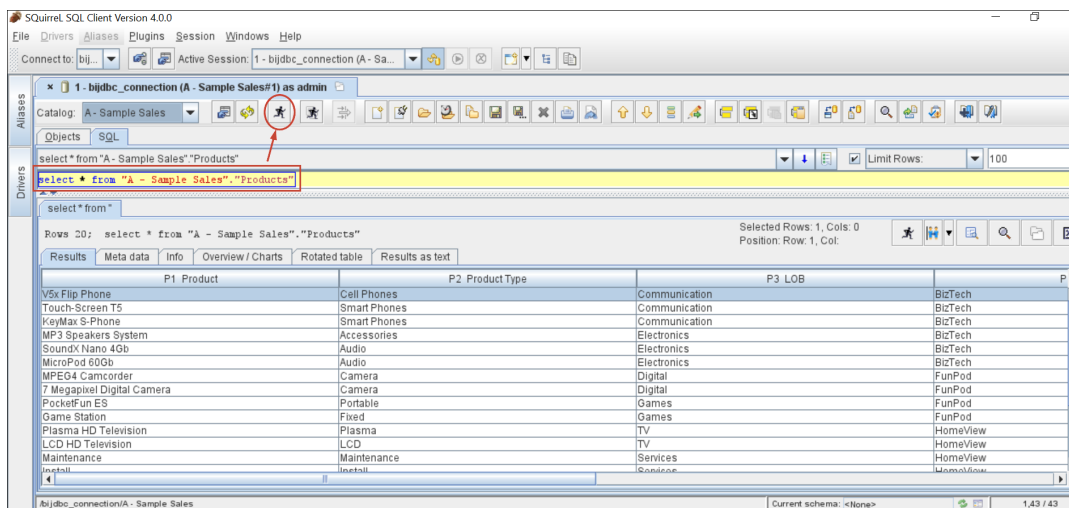 SQuirreL SQL Client Version 4.0.0
File Drivers Aliases Plugins Session Windows Help
Connect to: bij... Active Session: 1 - bijdbc_connection (A - Sa...
1 - bijdbc_connection (A - Sample Sales#1) as admin
Aliases
Drivers
Catalog: A - Sample Sales
Objects SQL
select * from "A - Sample Sales"."Products" Limit Rows: 100
select * from "A - Sample Sales"."Products"
select * from "
Rows 20; select * from "A - Sample Sales"."Products" Selected Rows: 1, Cols: 0
Position: Row: 1, Col:
Results Meta data Info Overview / Charts Rotated table Results as text
P1 Product P2 Product Type P3 LOB P
V5x Flip Phone Cell Phones Communication BizTech
Touch-Screen T5 Smart Phones Communication BizTech
KeyMax S-Phone Smart Phones Communication BizTech
MP3 Speakers System Accessories Electronics BizTech
SoundX Nano 4Gb Audio Electronics BizTech
MicroPod 60Gb Audio Electronics BizTech
MPEG4 Camcorder Camera Digital FunPod
7 Megapixel Digital Camera Camera Digital FunPod
PocketFun ES Portable Games FunPod
Game Station Fixed Games FunPod
Plasma HD Television Plasma TV HomeView
LCD HD Television LCD TV HomeView
Maintenance Maintenance Services HomeView
Install Install Services HomeView
/bijdbc_connection/A - Sample Sales Current schema: <None> 1,43 / 43